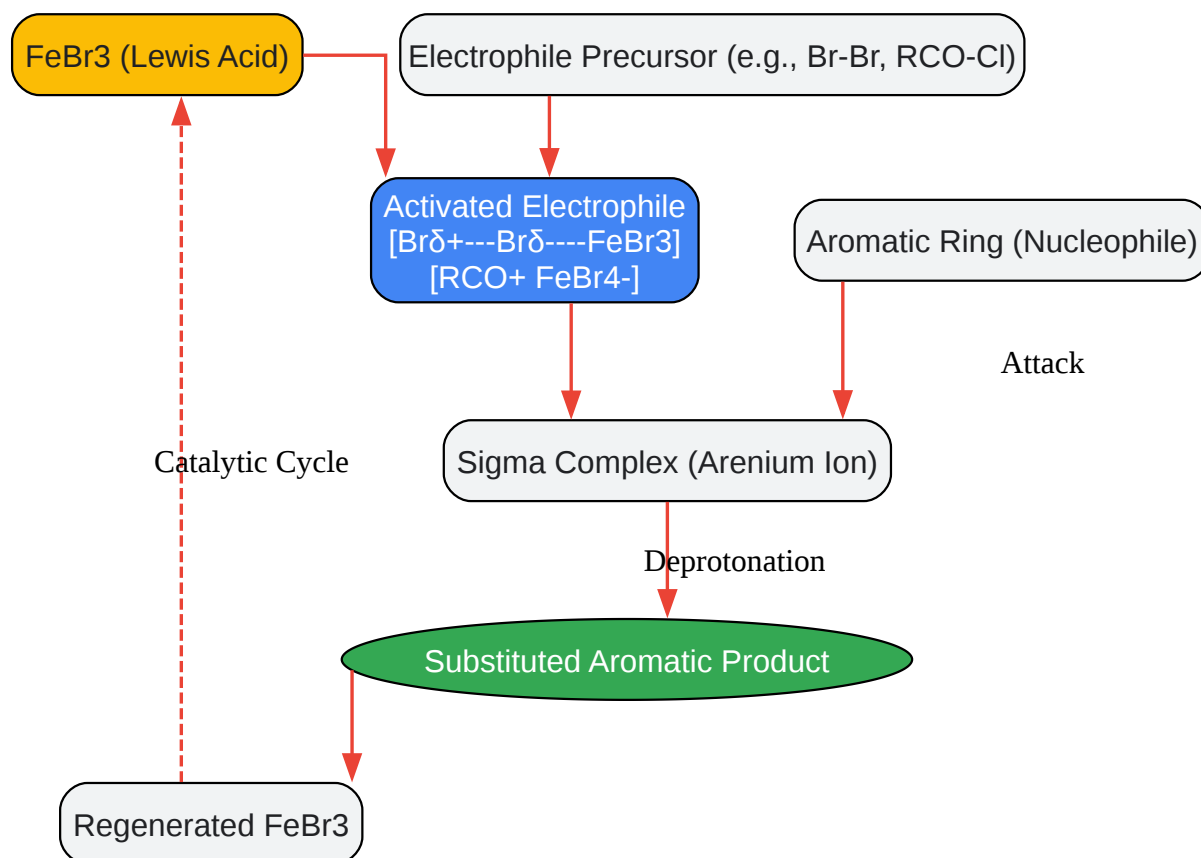 FeBr3 (Lewis Acid)
Electrophile Precursor (e.g., Br-Br, RCO-Cl)
Activated Electrophile
[Brδ+---Brδ----FeBr3]
[RCO+ FeBr4-]
Aromatic Ring (Nucleophile)
Attack
Catalytic Cycle
Sigma Complex (Arenium Ion)
Deprotonation
Substituted Aromatic Product
Regenerated FeBr3